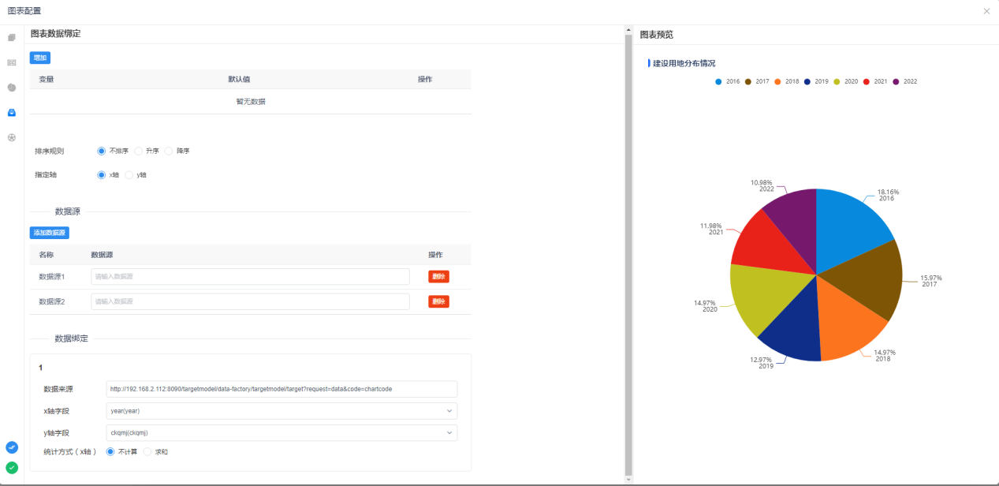 图表配置
图表数据绑定
增加
变量 默认值 操作
暂无数据
排序规则 不排序 升序 降序
指定轴 x轴 y轴
数据源
添加数据源
名称 数据源 操作
数据源1 请输入数据源 删除
数据源2 请输入数据源 删除
数据绑定
1
数据来源 http://192.168.2.112:8090/targetmodel/data-factory/targetmodel/target?request=data&code=chartcode
x轴字段 year(year)
y轴字段 ckqmj(ckqmj)
统计方式（x轴） 不计算 求和
图表预览
建设用地分布情况
2016 2017 2018 2019 2020 2021 2022
10.98%
2022
18.16%
2016
11.98%
2021
15.97%
2017
14.97%
2020
14.97%
2018
12.97%
2019